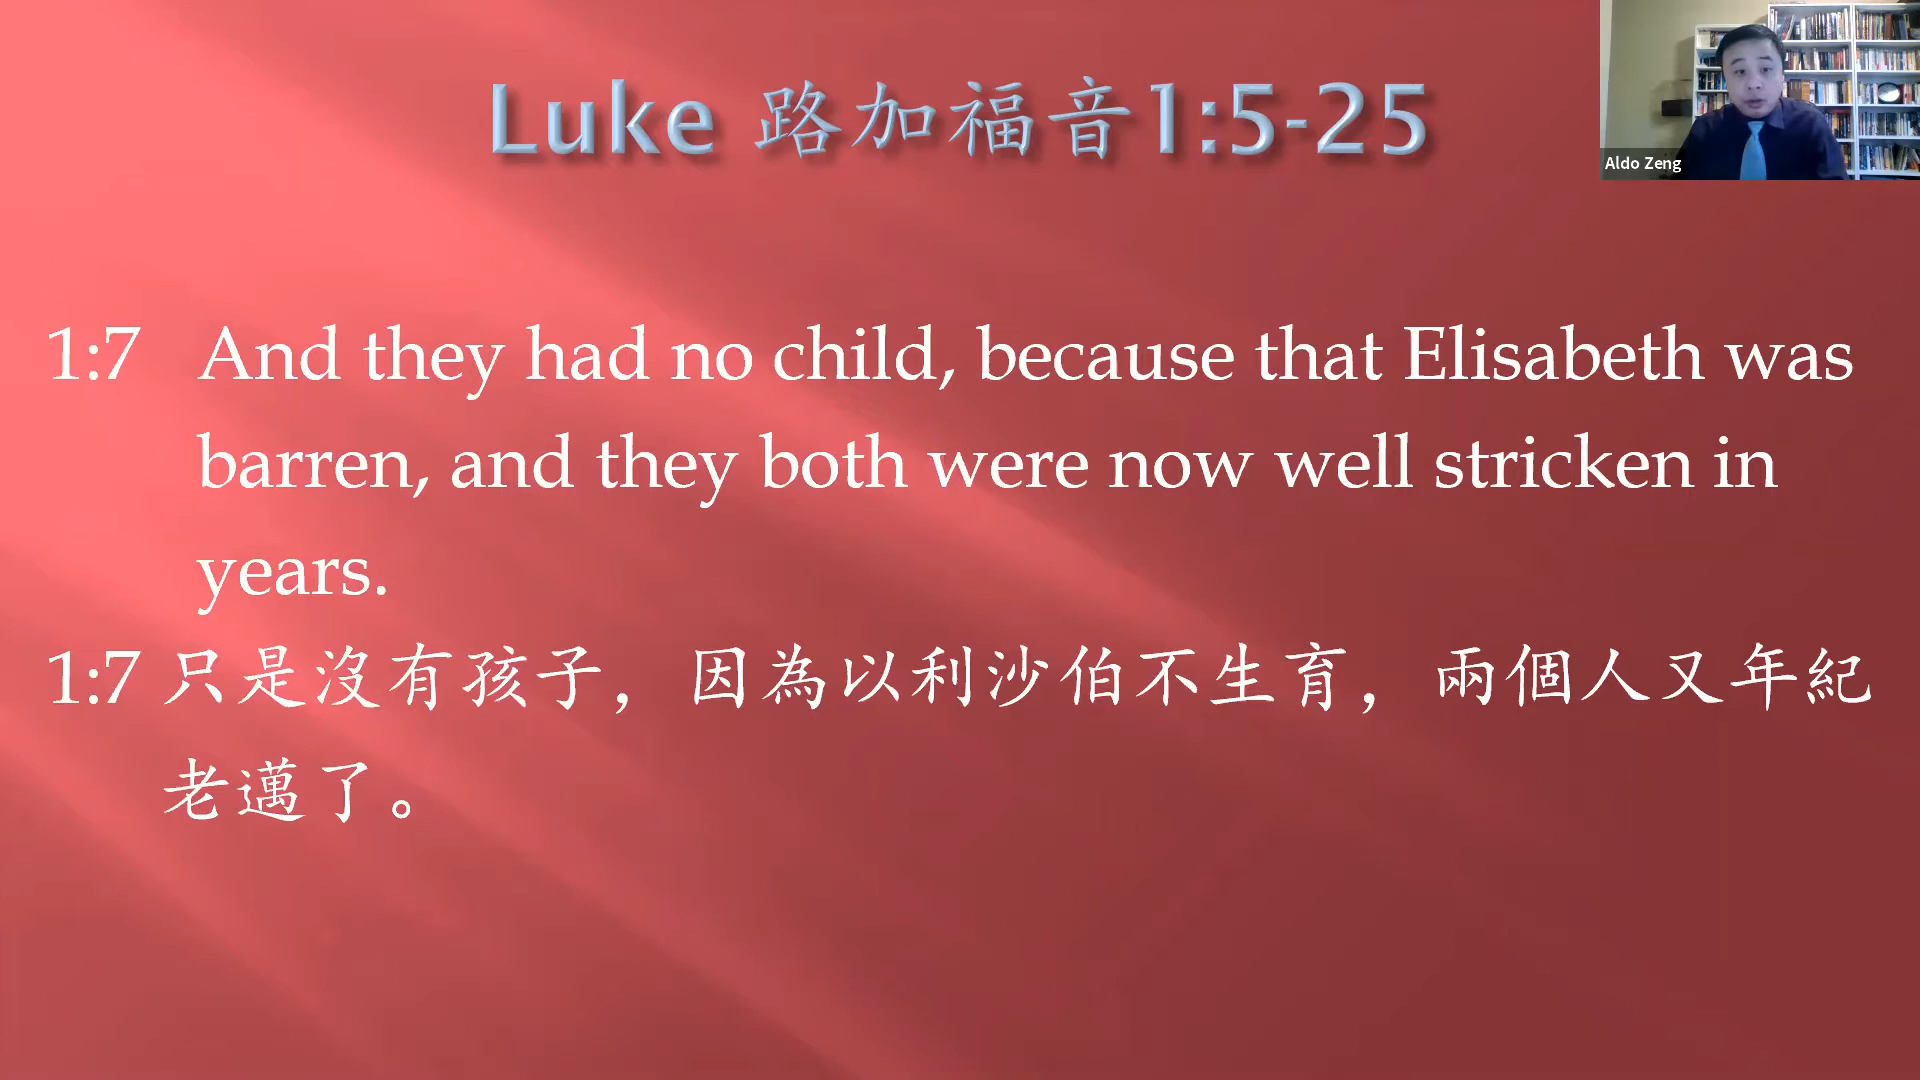 Luke 路加福音1:5-25
Aldo Zeng
1:7 And they had no child, because that Elisabeth was
barren, and they both were now well stricken in
years.
1:7 只是沒有孩子，因為以利沙伯不生育，兩個人又年紀
老邁了。